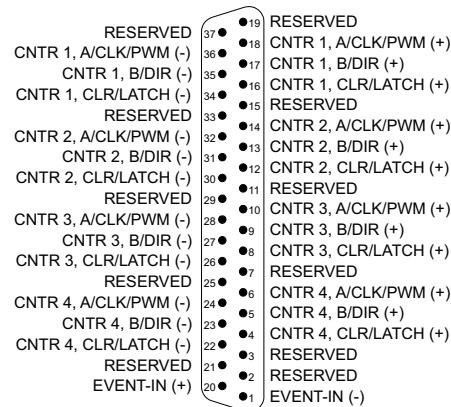 RESERVED 37
19 RESERVED
CNTR 1, A/CLK/PWM (-) 36
18 CNTR 1, A/CLK/PWM (+)
CNTR 1, B/DIR (-) 35
17 CNTR 1, B/DIR (+)
CNTR 1, CLR/LATCH (-) 34
16 CNTR 1, CLR/LATCH (+)
RESERVED 33
15 RESERVED
CNTR 2, A/CLK/PWM (-) 32
14 CNTR 2, A/CLK/PWM (+)
CNTR 2, B/DIR (-) 31
13 CNTR 2, B/DIR (+)
CNTR 2, CLR/LATCH (-) 30
12 CNTR 2, CLR/LATCH (+)
RESERVED 29
11 RESERVED
CNTR 3, A/CLK/PWM (-) 28
10 CNTR 3, A/CLK/PWM (+)
CNTR 3, B/DIR (-) 27
9 CNTR 3, B/DIR (+)
CNTR 3, CLR/LATCH (-) 26
8 CNTR 3, CLR/LATCH (+)
RESERVED 25
7 RESERVED
CNTR 4, A/CLK/PWM (-) 24
6 CNTR 4, A/CLK/PWM (+)
CNTR 4, B/DIR (-) 23
5 CNTR 4, B/DIR (+)
CNTR 4, CLR/LATCH (-) 22
4 CNTR 4, CLR/LATCH (+)
RESERVED 21
3 RESERVED
EVENT-IN (+) 20
2 RESERVED
1 EVENT-IN (-)